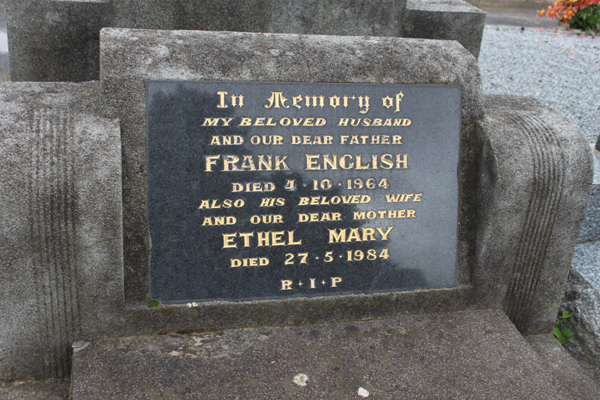 In Memory of
MY BELOVED HUSBAND
AND OUR DEAR FATHER
FRANK ENGLISH
DIED 4·10·1964
ALSO HIS BELOVED WIFE
AND OUR DEAR MOTHER
ETHEL MARY
DIED 27·5·1984
R·I·P